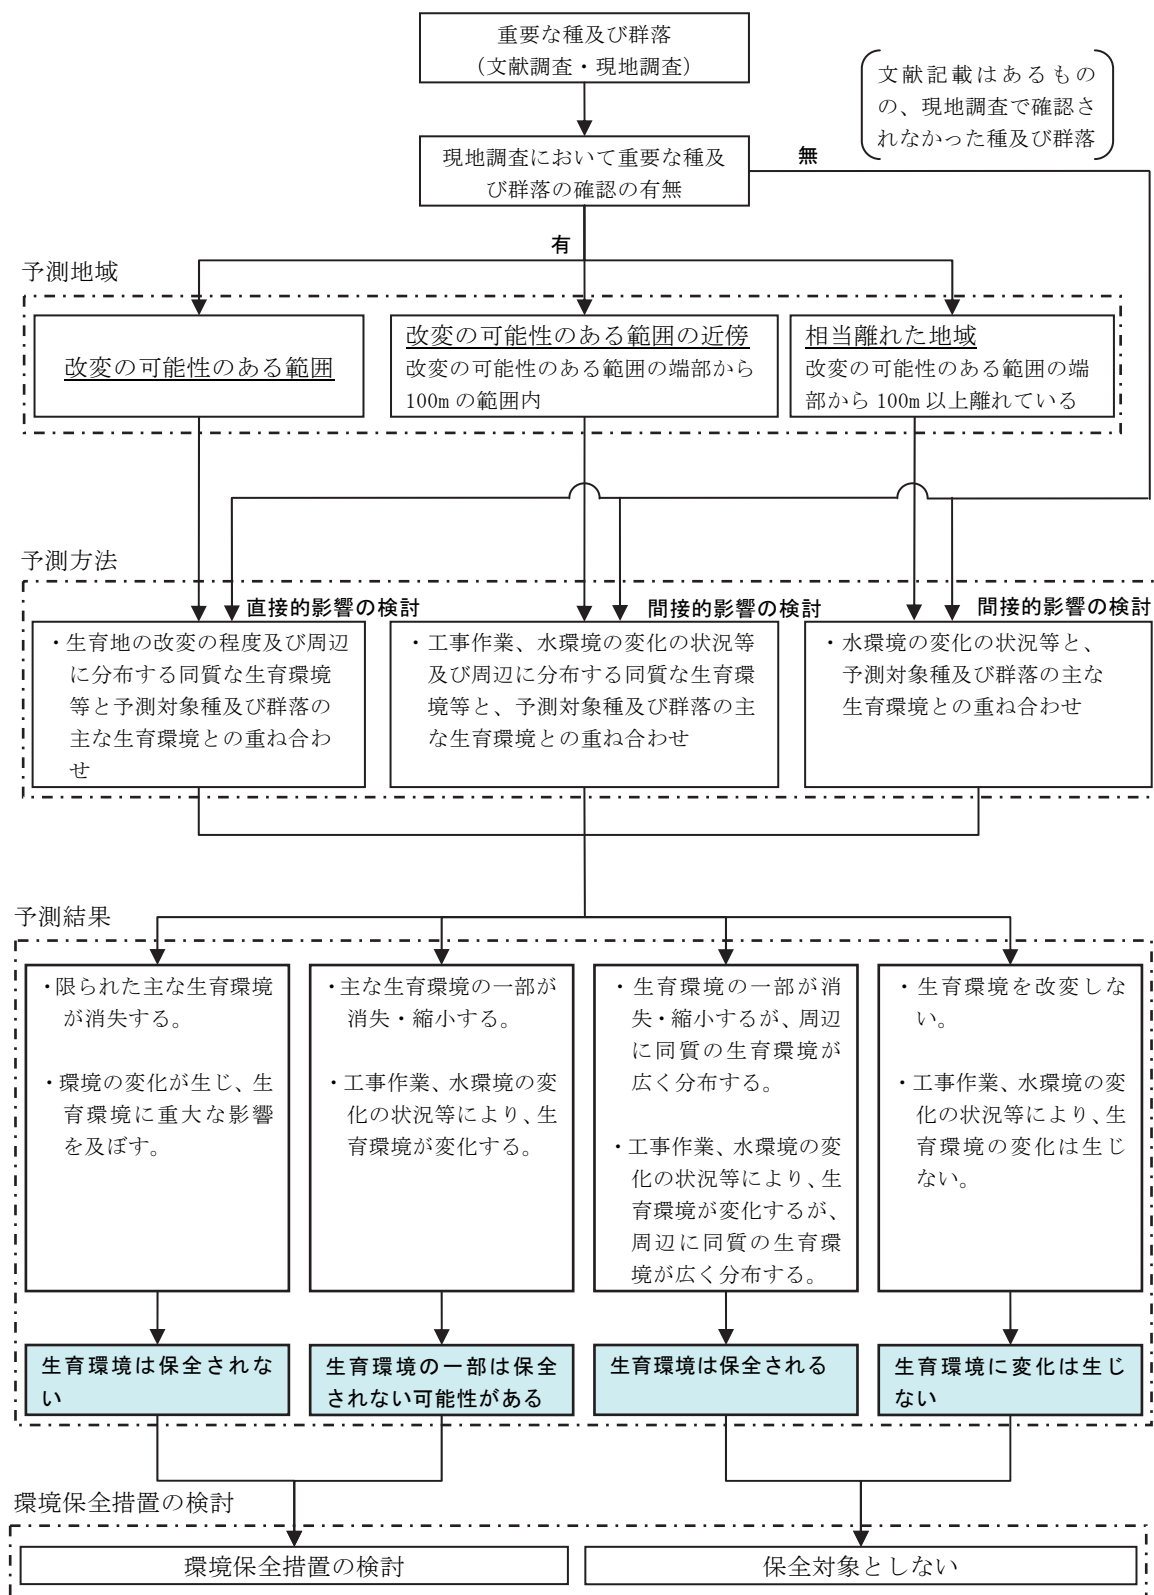 重要な種及び群落
(文献調査・現地調査)
文献記載はあるもの
の、現地調査で確認さ
れなかった種及び群落
現地調査において重要な種及
び群落の確認の有無
無
有
予測地域
改変の可能性のある範囲
改変の可能性のある範囲の近傍
改変の可能性のある範囲の端部から
100m の範囲内
相当離れた地域
改変の可能性のある範囲の端
部から 100m 以上離れている
予測方法
直接的影響の検討
・生育地の改変の程度及び周辺
に分布する同質な生育環境
等と予測対象種及び群落の
主な生育環境との重ね合わ
せ
間接的影響の検討
・工事作業、水環境の変化の状況等
及び周辺に分布する同質な生育環
境等と、予測対象種及び群落の主
な生育環境との重ね合わせ
間接的影響の検討
・水環境の変化の状況等と、
予測対象種及び群落の主な
生育環境との重ね合わせ
予測結果
・限られた主な生育環境
が消失する。
・環境の変化が生じ、生
育環境に重大な影響
を及ぼす。
・主な生育環境の一部が
消失・縮小する。
・工事作業、水環境の変
化の状況等により、生
育環境が変化する。
・生育環境の一部が消
失・縮小するが、周辺
に同質の生育環境が
広く分布する。
・工事作業、水環境の変
化の状況等により、生
育環境が変化するが、
周辺に同質の生育環
境が広く分布する。
・生育環境を改変しな
い。
・工事作業、水環境の変
化の状況等により、生
育環境の変化は生じ
ない。
生育環境は保全されな
い
生育環境の一部は保全
されない可能性がある
生育環境は保全される
生育環境に変化は生じ
ない
環境保全措置の検討
環境保全措置の検討
保全対象としない